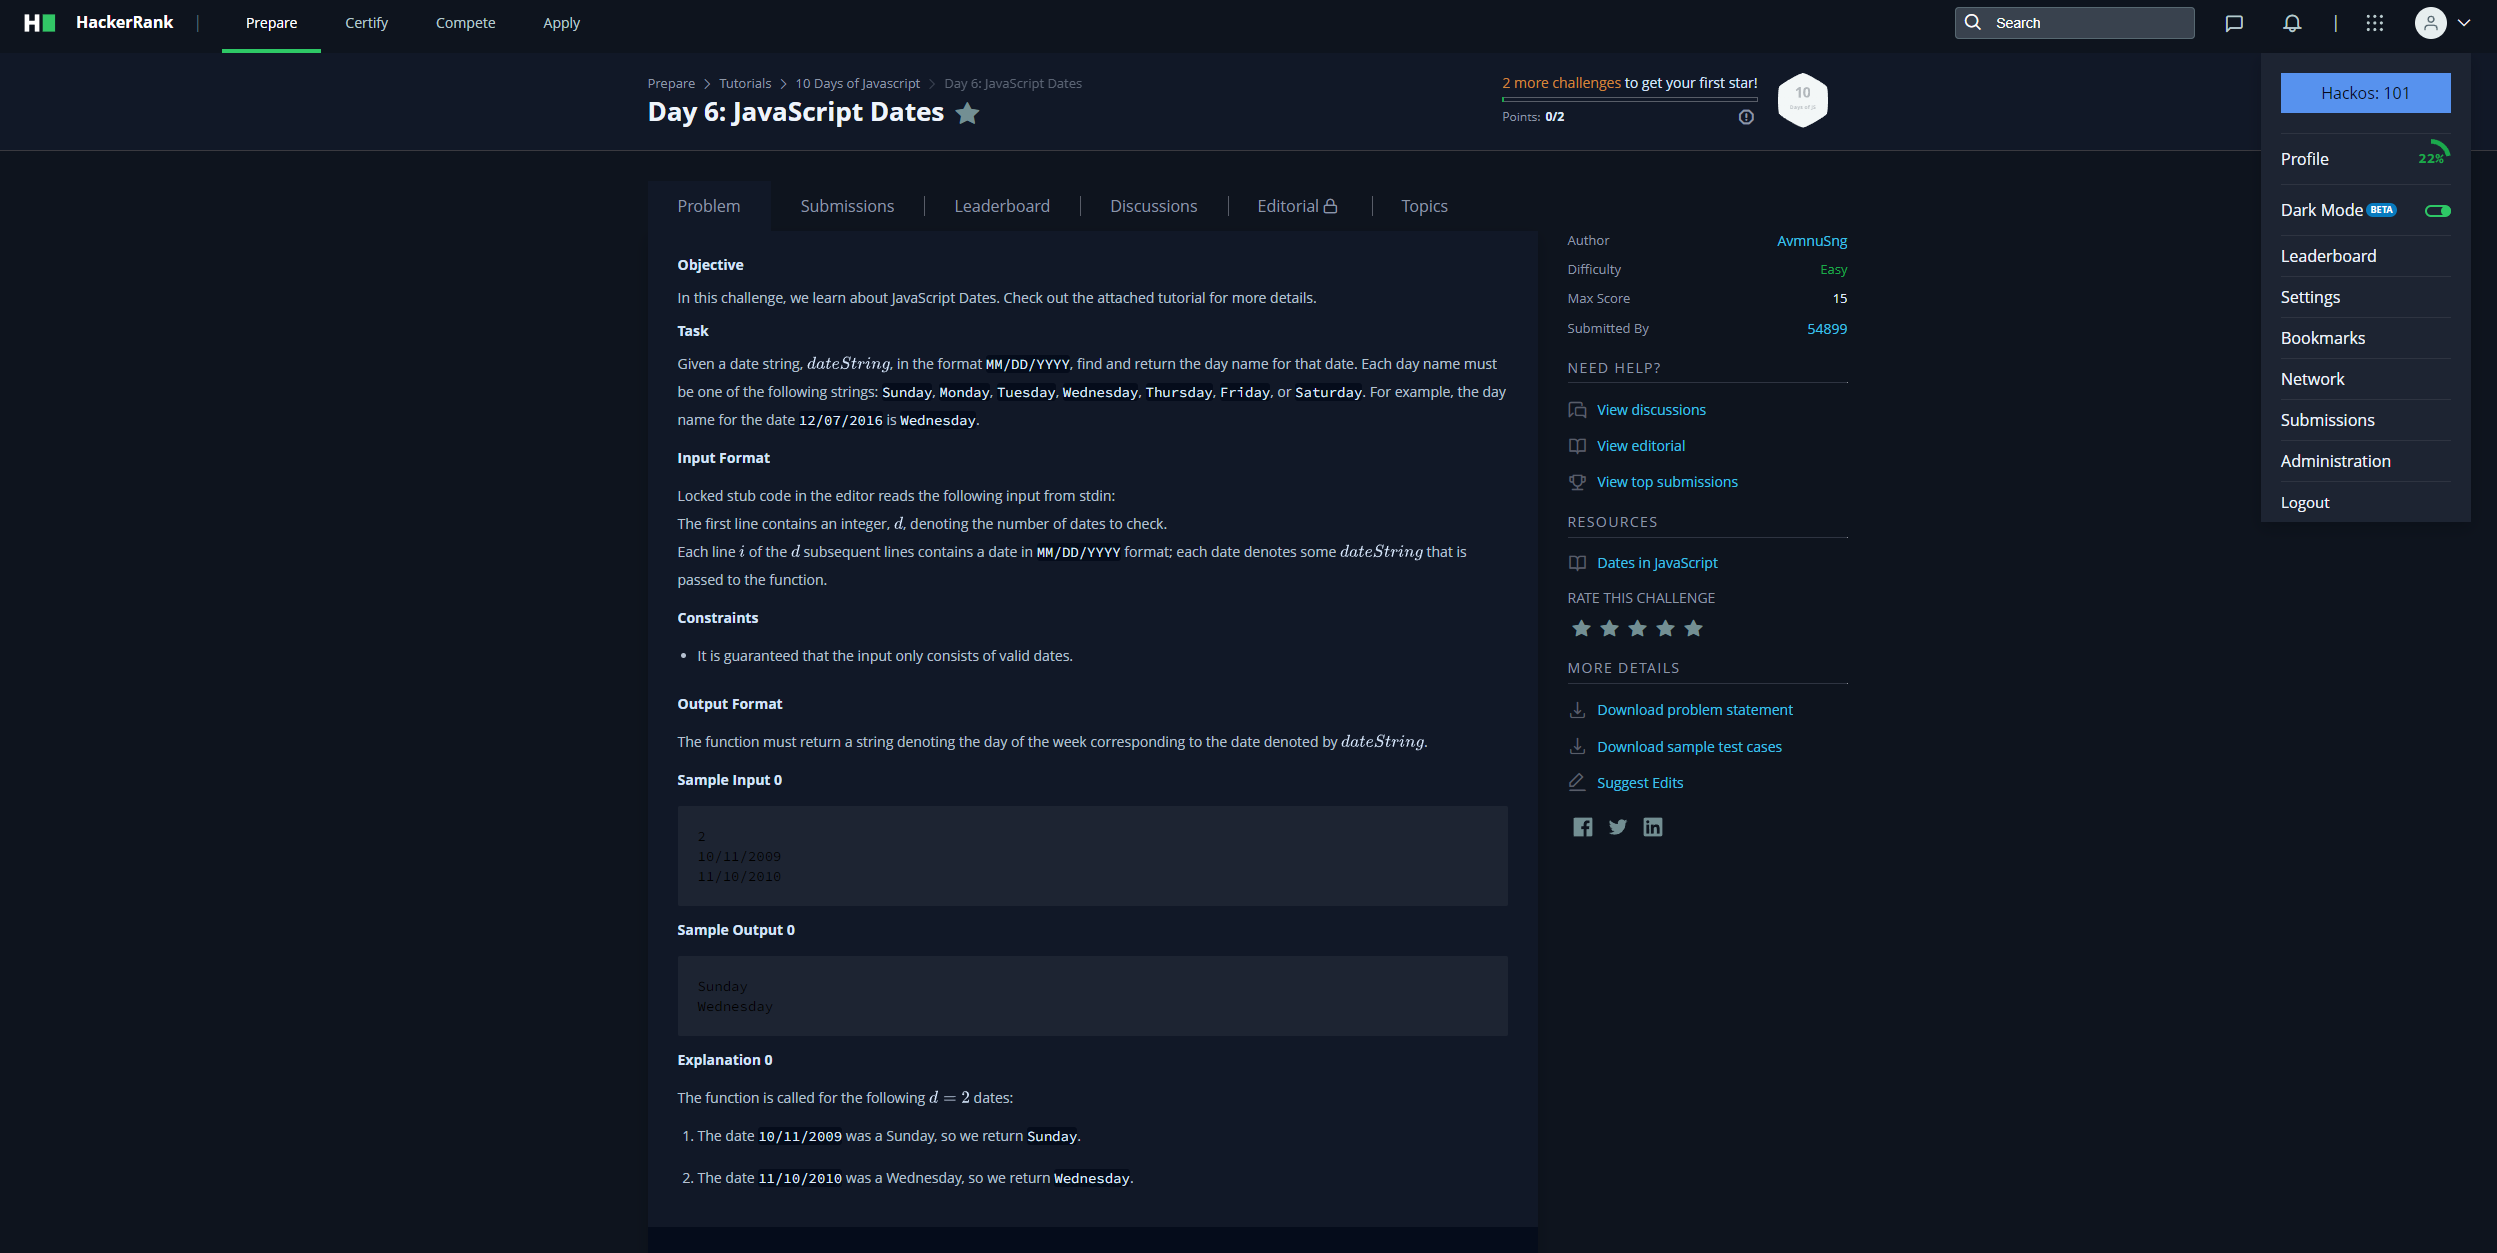 HackerRank | Prepare Certify Compete Apply Search |
Prepare > Tutorials > 10 Days of Javascript > Day 6: JavaScript Dates
Day 6: JavaScript Dates
2 more challenges to get your first star!
Points: 0/2
10
Days of JS
Hackos: 101
Profile 22%
Dark Mode BETA
Leaderboard
Settings
Bookmarks
Network
Submissions
Administration
Logout
Problem Submissions Leaderboard Discussions Editorial Topics
Objective
In this challenge, we learn about JavaScript Dates. Check out the attached tutorial for more details.
Task
Given a date string, dateString, in the format MM/DD/YYYY, find and return the day name for that date. Each day name must
be one of the following strings: Sunday, Monday, Tuesday, Wednesday, Thursday, Friday, or Saturday. For example, the day
name for the date 12/07/2016 is Wednesday.
Input Format
Locked stub code in the editor reads the following input from stdin:
The first line contains an integer, d, denoting the number of dates to check.
Each line i of the d subsequent lines contains a date in MM/DD/YYYY format; each date denotes some dateString that is
passed to the function.
Constraints
• It is guaranteed that the input only consists of valid dates.
Output Format
The function must return a string denoting the day of the week corresponding to the date denoted by dateString.
Sample Input 0
2
10/11/2009
11/10/2010
Sample Output 0
Sunday
Wednesday
Explanation 0
The function is called for the following d = 2 dates:
1. The date 10/11/2009 was a Sunday, so we return Sunday.
2. The date 11/10/2010 was a Wednesday, so we return Wednesday.
Author AvmnuSng
Difficulty Easy
Max Score 15
Submitted By 54899
NEED HELP?
View discussions
View editorial
View top submissions
RESOURCES
Dates in JavaScript
RATE THIS CHALLENGE
MORE DETAILS
Download problem statement
Download sample test cases
Suggest Edits